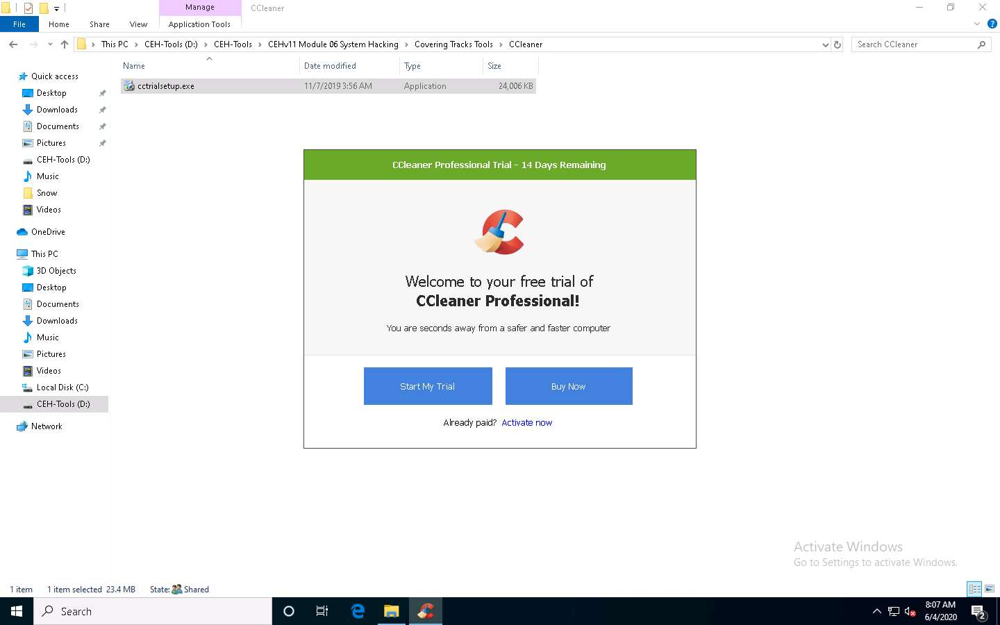 Manage
CCleaner
File
Home
Share
View
Application Tools
This PC
CEH-Tools (D:)
CEH-Tools
CEHv11 Module 06 System Hacking
Covering Tracks Tools
CCleaner
Search CCleaner
Name
Date modified
Type
Size
cctrialsetup.exe
11/7/2019 3:56 AM
Application
24,006 KB
Quick access
Desktop
Downloads
Documents
Pictures
CEH-Tools (D:)
Music
Snow
Videos
OneDrive
This PC
3D Objects
Desktop
Documents
Downloads
Music
Pictures
Videos
Local Disk (C:)
CEH-Tools (D:)
Network
CCleaner Professional Trial - 14 Days Remaining
Welcome to your free trial of
CCleaner Professional!
You are seconds away from a safer and faster computer
Start My Trial
Buy Now
Already paid? Activate now
Activate Windows
Go to Settings to activate Windows.
1 item
1 item selected 23.4 MB
State: Shared
Search
8:07 AM
6/4/2020
2